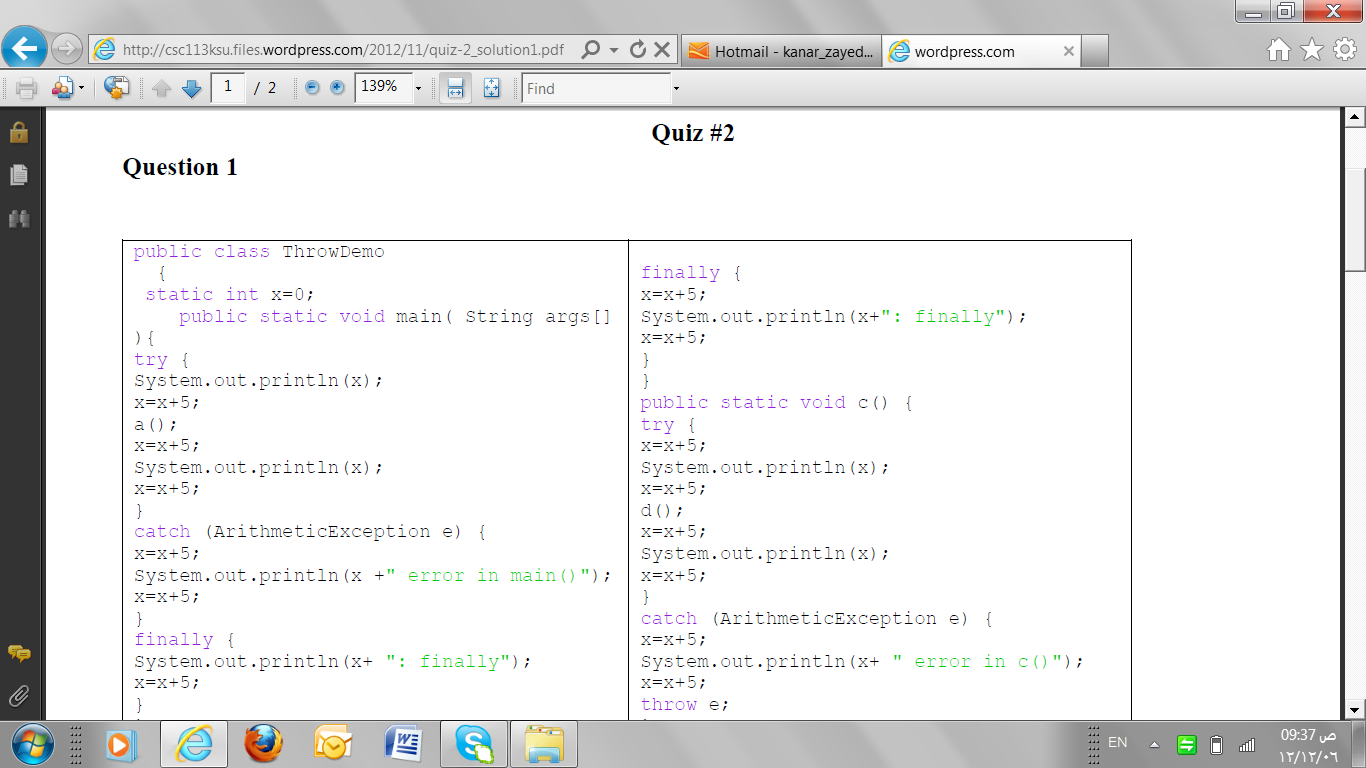 http://csc113ksu.files.wordpress.com/2012/11/quiz-2_solution1.pdf
Hotmail - kanar_zayed...
wordpress.com
1 / 2
139%
Find
Quiz #2
Question 1
public class ThrowDemo
{
static int x=0;
public static void main( String args[]
){
try {
System.out.println(x);
x=x+5;
a();
x=x+5;
System.out.println(x);
x=x+5;
}
catch (ArithmeticException e) {
x=x+5;
System.out.println(x +" error in main()");
x=x+5;
}
finally {
System.out.println(x+ ": finally");
x=x+5;
}
finally {
x=x+5;
System.out.println(x+": finally");
x=x+5;
}
}
public static void c() {
try {
x=x+5;
System.out.println(x);
x=x+5;
d();
x=x+5;
System.out.println(x);
x=x+5;
}
catch (ArithmeticException e) {
x=x+5;
System.out.println(x+ " error in c()");
x=x+5;
throw e;
EN
09:37 ص
١٢/١٢/٠٦